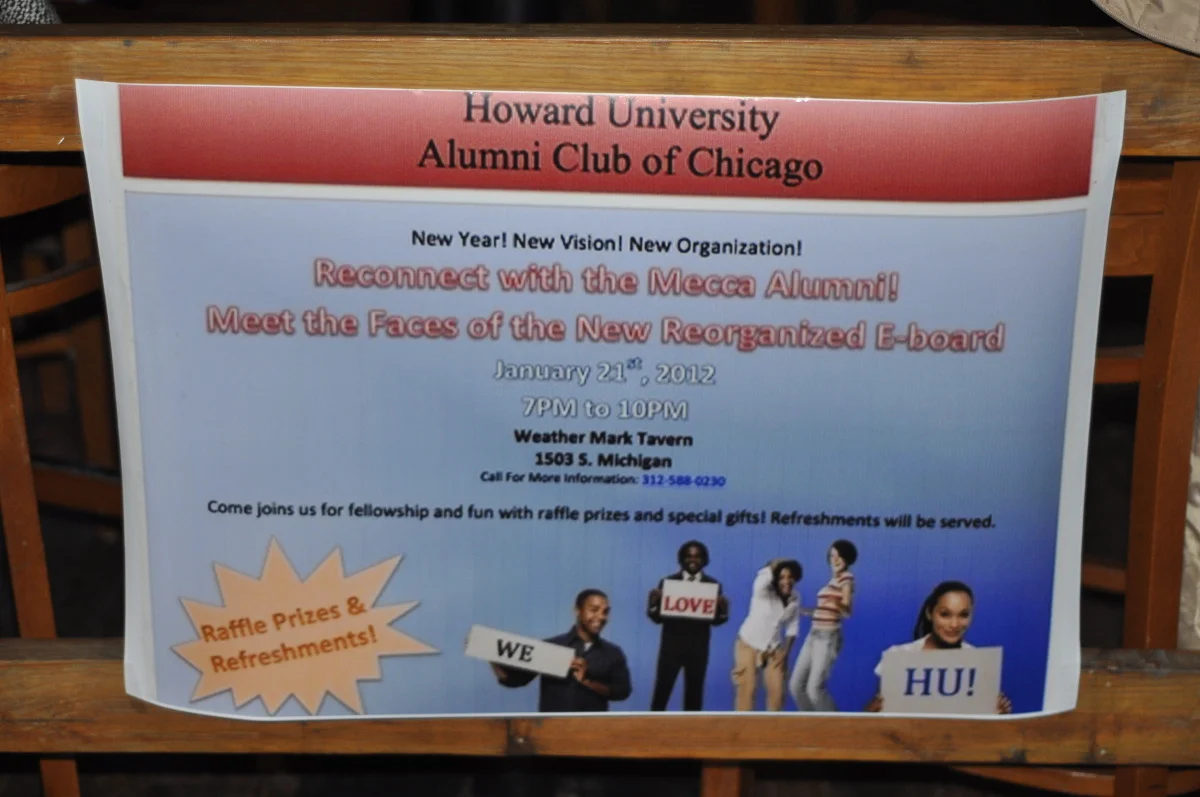 Howard University
Alumni Club of Chicago
New Year! New Vision! New Organization!
Reconnect with the Mecca Alumni!
Meet the Faces of the New Reorganized E-board
January 21st, 2012
7PM to 10PM
Weather Mark Tavern
1503 S. Michigan
Call For More Information: 312-588-0230
Come joins us for fellowship and fun with raffle prizes and special gifts! Refreshments will be served.
Raffle Prizes &
Refreshments!
WE
LOVE
HU!